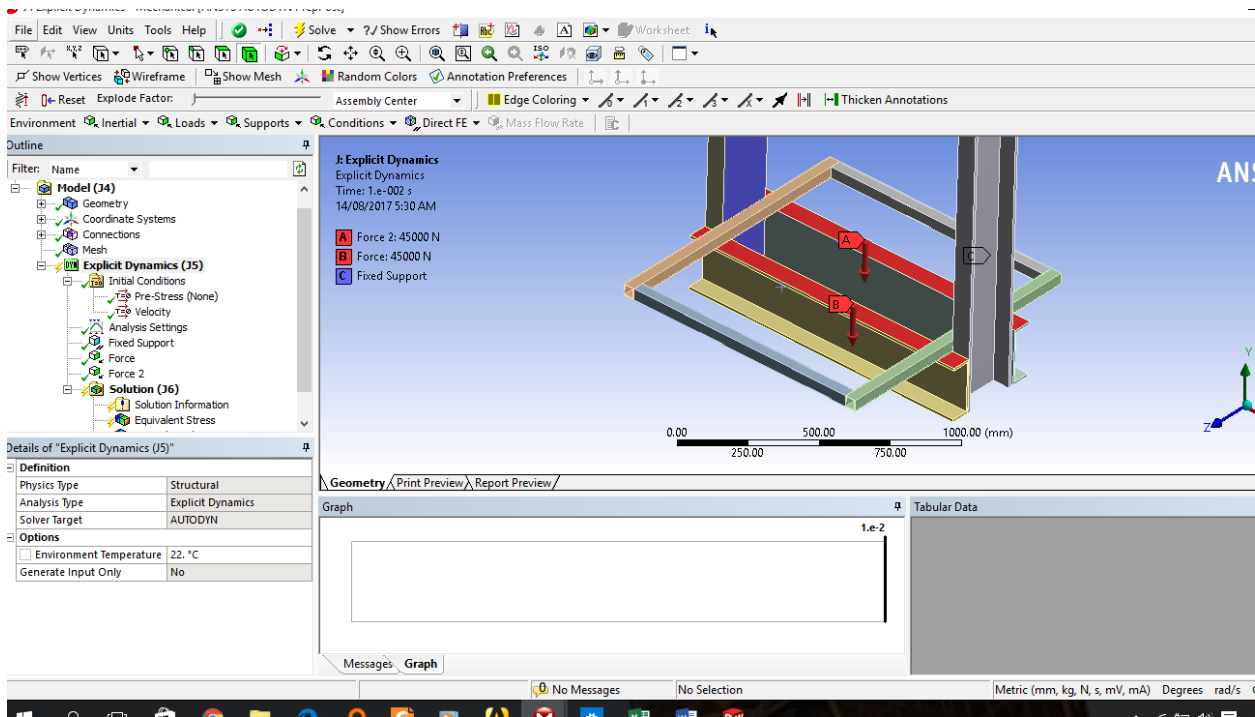 File Edit View Units Tools Help Solve ?/ Show Errors Worksheet
Show Vertices Wireframe Show Mesh Random Colors Annotation Preferences
Reset Explode Factor: Assembly Center Edge Coloring Thicken Annotations
Environment Inertial Loads Supports Conditions Direct FE Mass Flow Rate
Outline
Filter: Name
Model (J4)
Geometry
Coordinate Systems
Connections
Mesh
Explicit Dynamics (J5)
Initial Conditions
Pre-Stress (None)
Velocity
Analysis Settings
Fixed Support
Force
Force 2
Solution (J6)
Solution Information
Equivalent Stress
Details of "Explicit Dynamics (J5)"
Definition
Physics Type Structural
Analysis Type Explicit Dynamics
Solver Target AUTODYN
Options
Environment Temperature 22. °C
Generate Input Only No
J: Explicit Dynamics
Explicit Dynamics
Time: 1.e-002 s
14/08/2017 5:30 AM
A Force 2: 45000 N
B Force: 45000 N
C Fixed Support
A
B
C
ANS
Y
Z
0.00 500.00 1000.00 (mm)
250.00 750.00
Geometry Print Preview Report Preview
Graph
1.e-2
Messages Graph
Tabular Data
No Messages No Selection Metric (mm, kg, N, s, mV, mA) Degrees rad/s